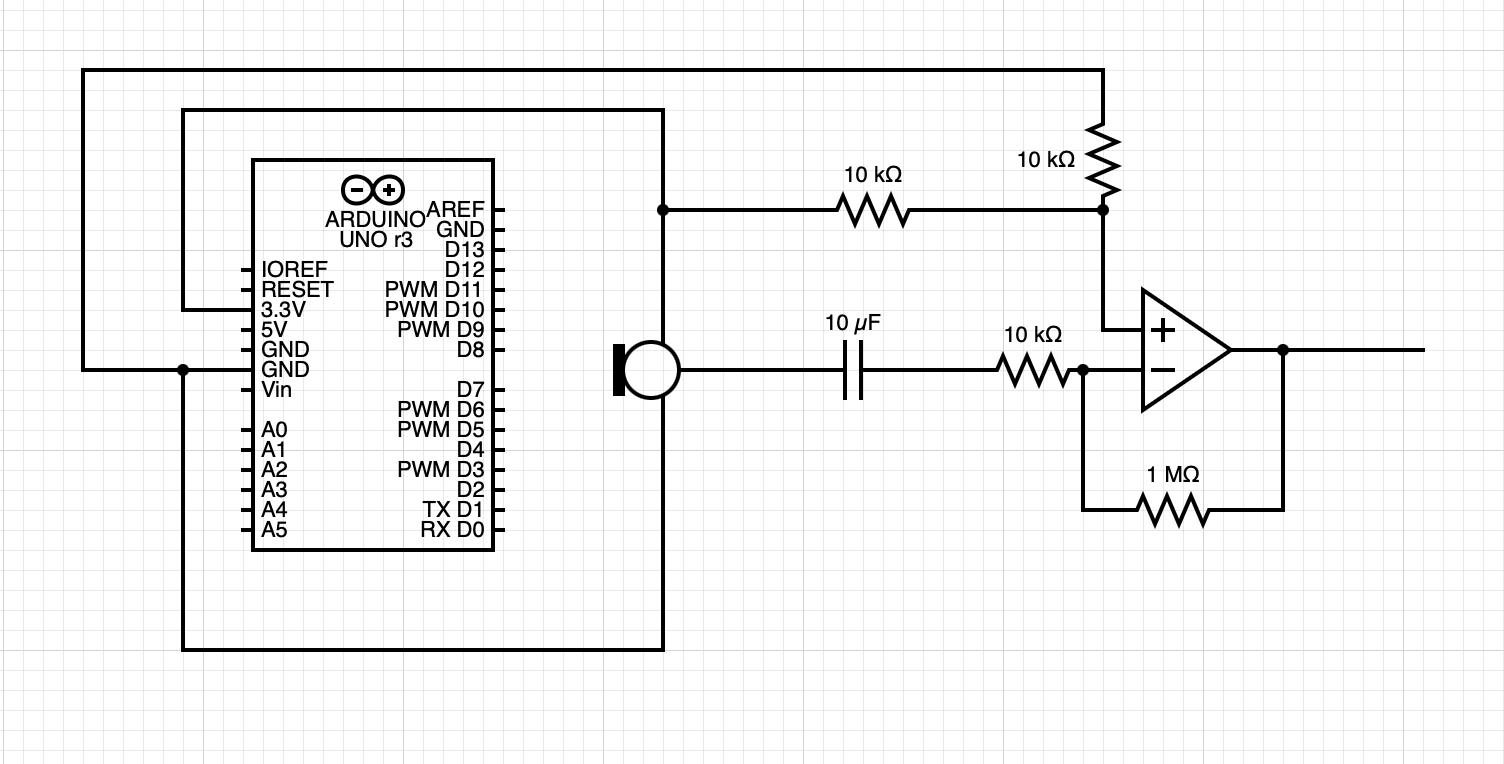 10 kΩ
10 kΩ
ARDUINO
UNO r3
AREF
GND
D13
IOREF
D12
RESET
PWM D11
3.3V
PWM D10
5V
PWM D9
GND
D8
GND
Vin
D7
PWM D6
A0
PWM D5
A1
D4
A2
PWM D3
A3
D2
A4
TX D1
A5
RX D0
10 µF
10 kΩ
+
−
1 MΩ